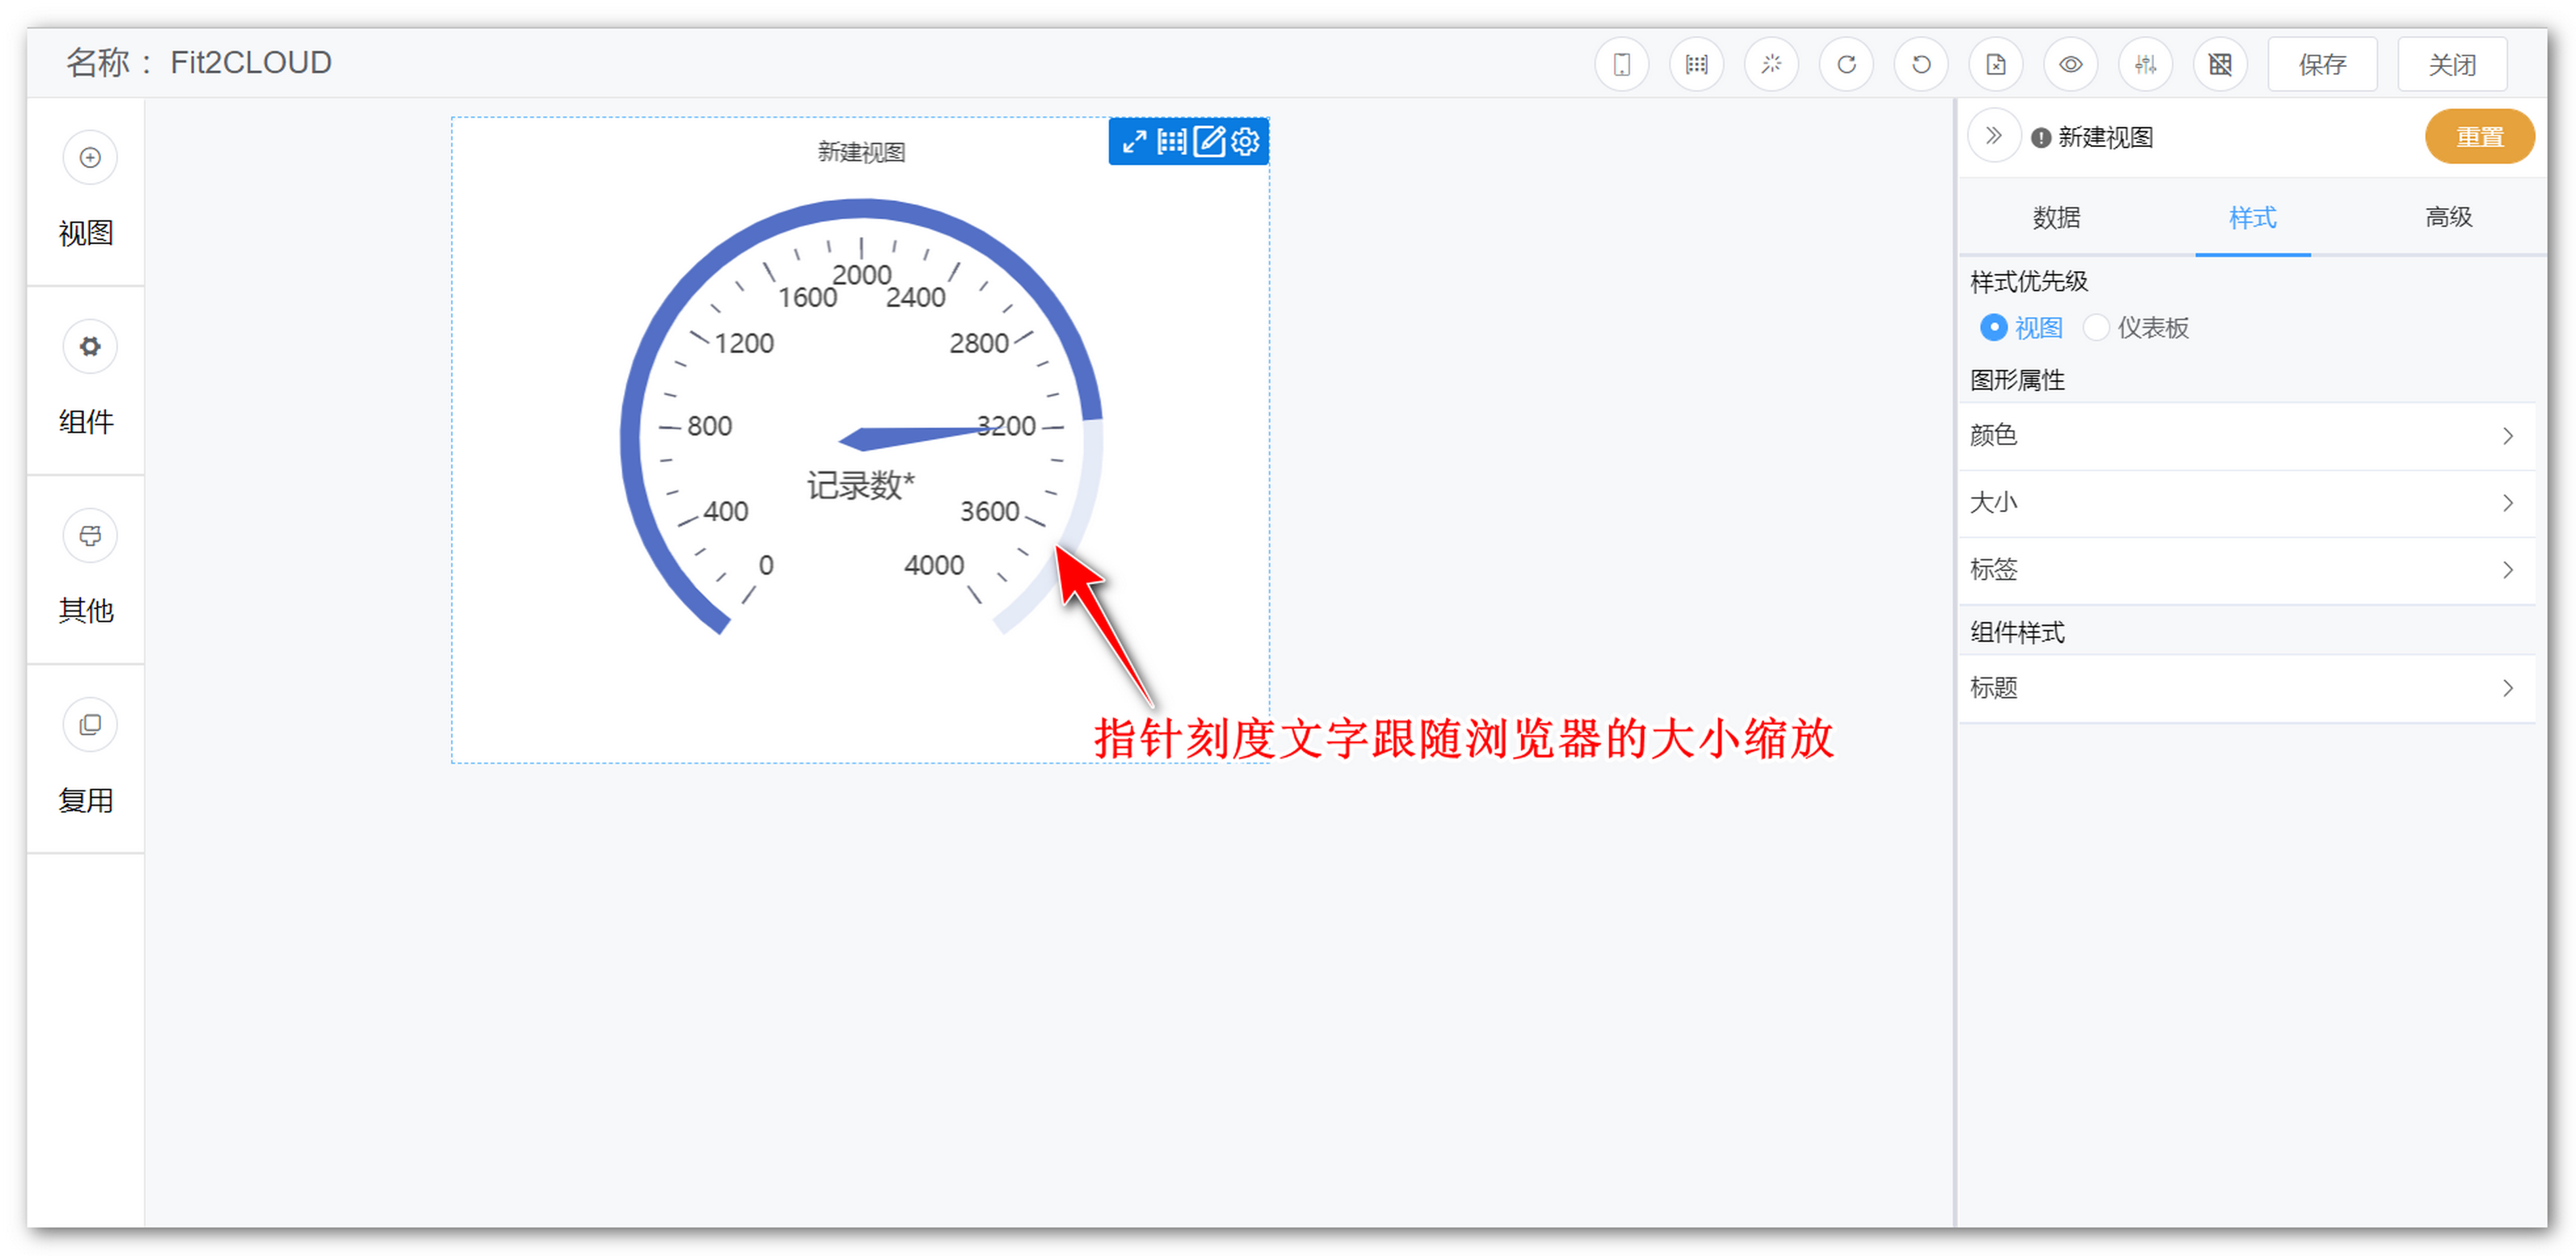 名称 :  Fit2CLOUD
保存
关闭
视图
组件
其他
复用
新建视图
2000
1600
2400
1200
2800
800
3200
记录数*
400
3600
0
4000
指针刻度文字跟随浏览器的大小缩放
新建视图
重置
数据
样式
高级
样式优先级
视图
仪表板
图形属性
颜色
大小
标签
组件样式
标题